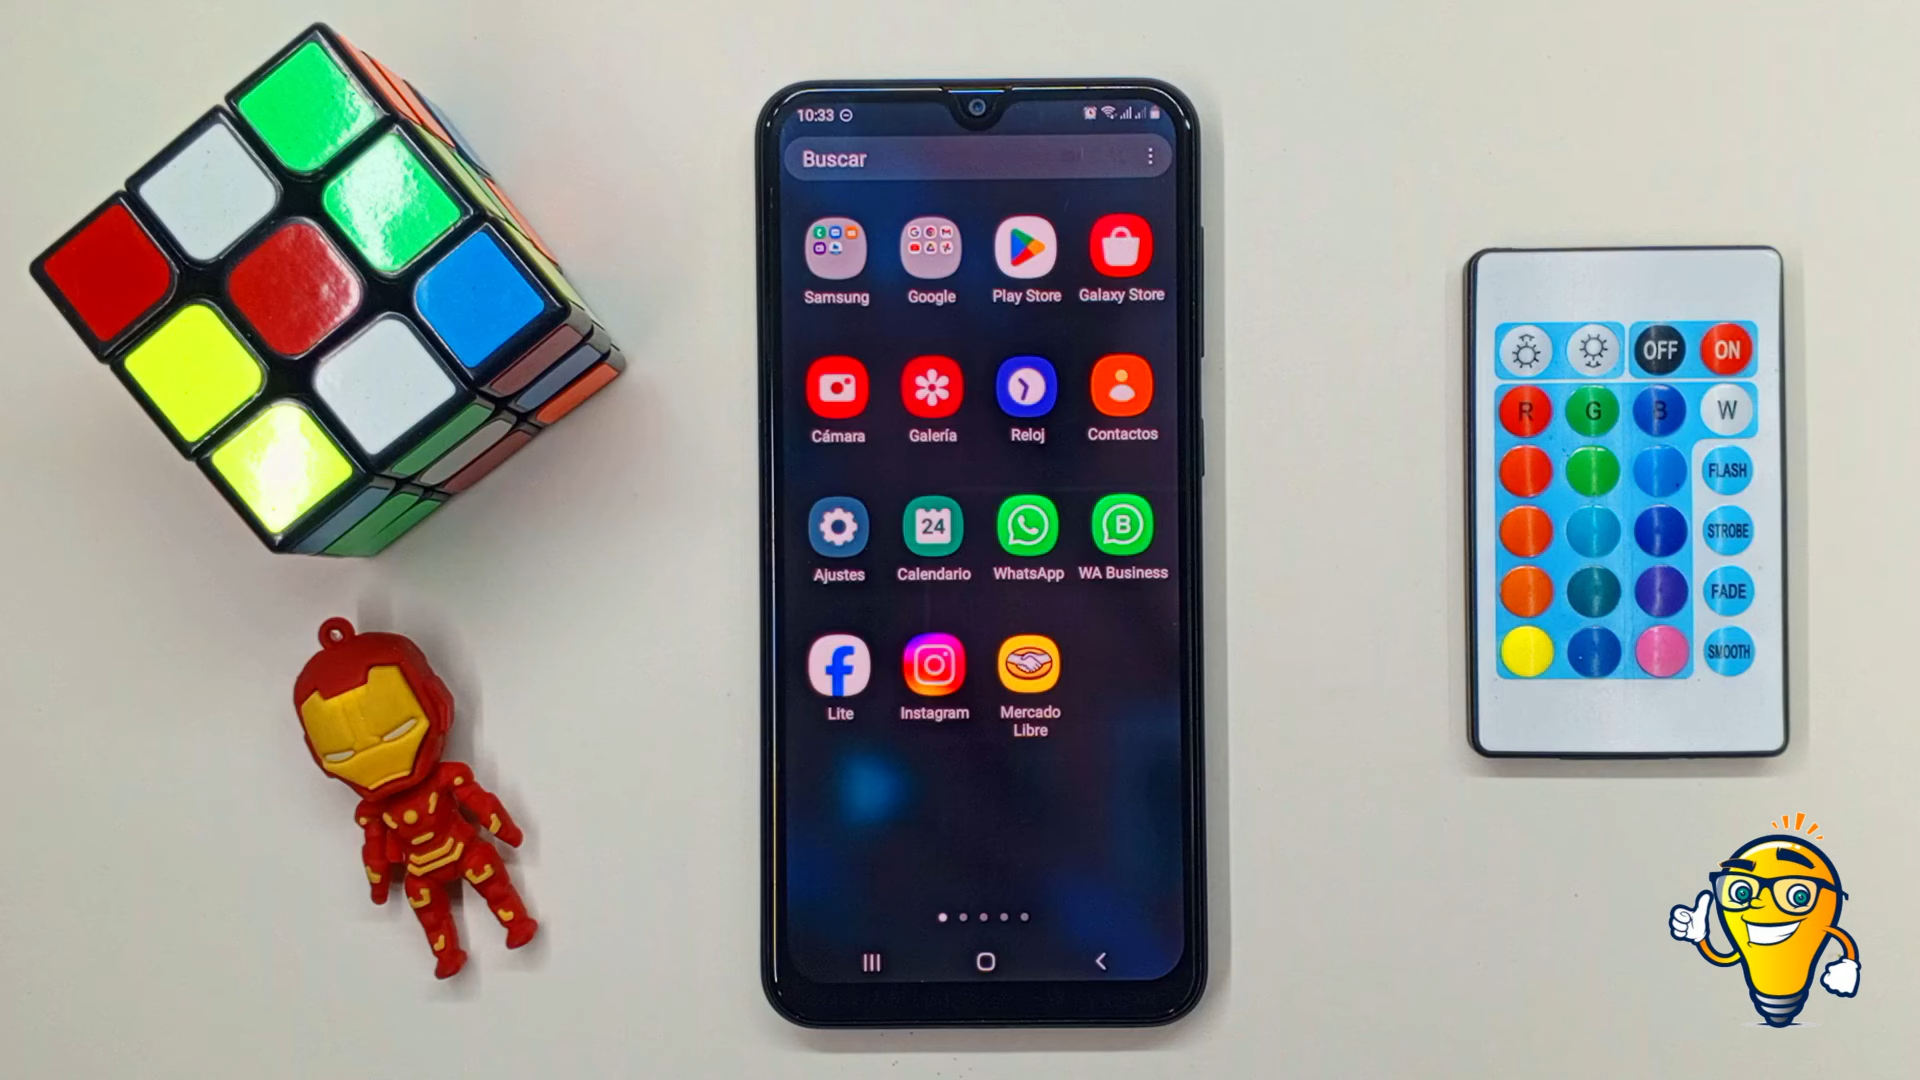 10:33
Buscar
Samsung
Google
Play Store
Galaxy Store
Cámara
Galería
Reloj
Contactos
24
B
Ajustes
Calendario
WhatsApp
WA Business
Lite
Instagram
Mercado
Libre
OFF
ON
R
G
B
W
FLASH
STROBE
FADE
SMOOTH